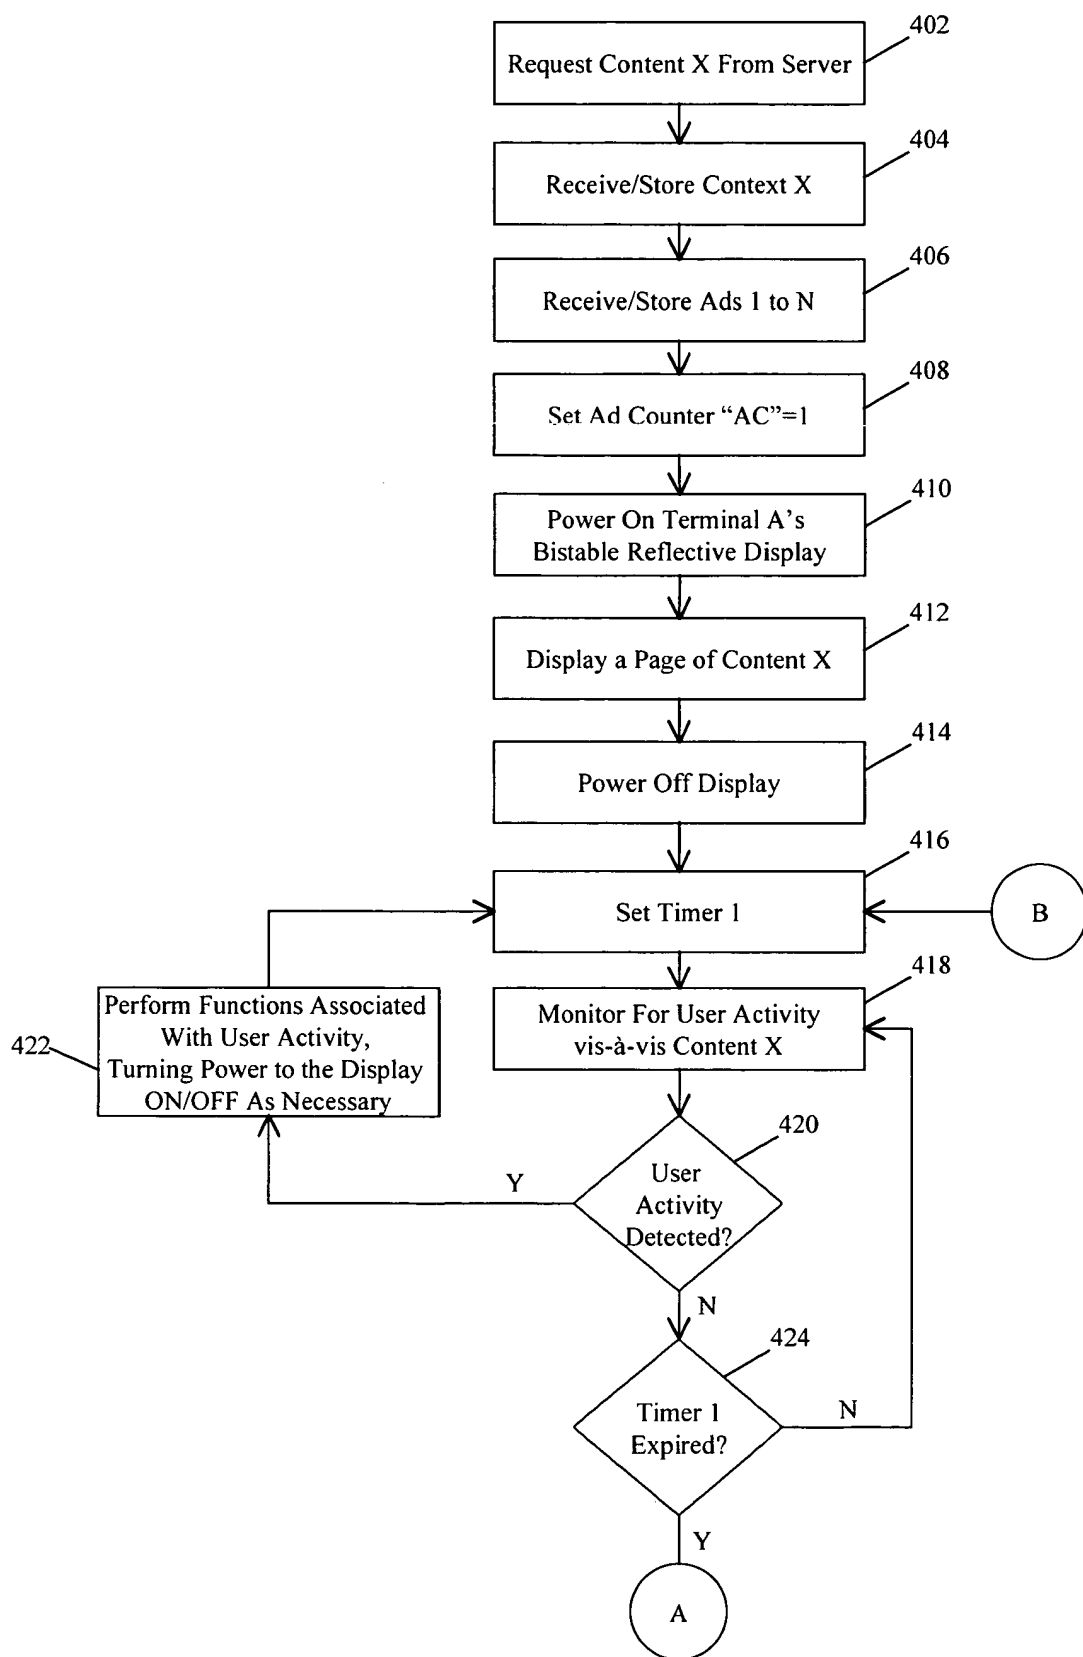 402
Request Content X From Server
404
Receive/Store Context X
406
Receive/Store Ads 1 to N
408
Set Ad Counter “AC”=1
410
Power On Terminal A’s
Bistable Reflective Display
412
Display a Page of Content X
414
Power Off Display
416
Set Timer 1
B
418
Monitor For User Activity
vis-à-vis Content X
422
Perform Functions Associated
With User Activity,
Turning Power to the Display
ON/OFF As Necessary
420
User
Activity
Detected?
Y
N
424
Timer 1
Expired?
N
Y
A